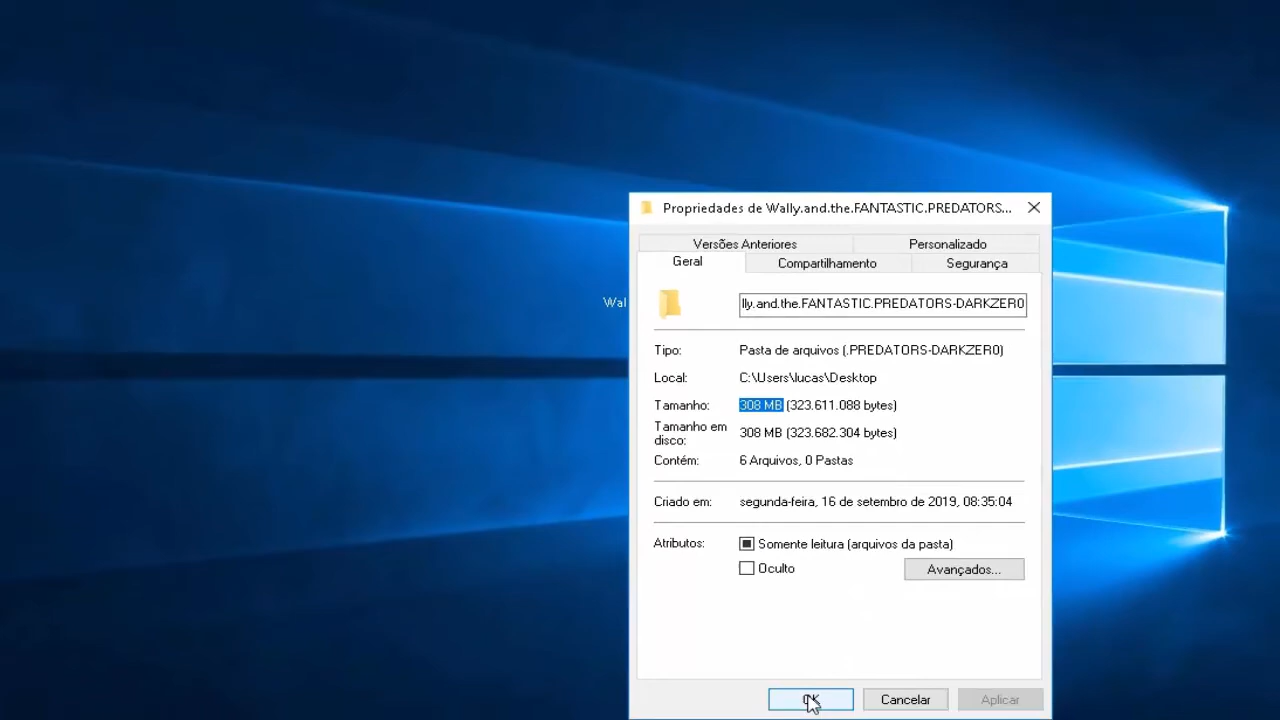 Propriedades de Wally.and.the.FANTASTIC.PREDATORS...
Versões Anteriores
Personalizado
Geral
Compartilhamento
Segurança
Wal
lly.and.the.FANTASTIC.PREDATORS-DARKZER0
Tipo: Pasta de arquivos (.PREDATORS-DARKZER0)
Local: C:\Users\lucas\Desktop
Tamanho: 308 MB (323.611.088 bytes)
Tamanho em
disco: 308 MB (323.682.304 bytes)
Contém: 6 Arquivos, 0 Pastas
Criado em: segunda-feira, 16 de setembro de 2019, 08:35:04
Atributos: Somente leitura (arquivos da pasta)
Oculto
Avançados...
OK
Cancelar
Aplicar